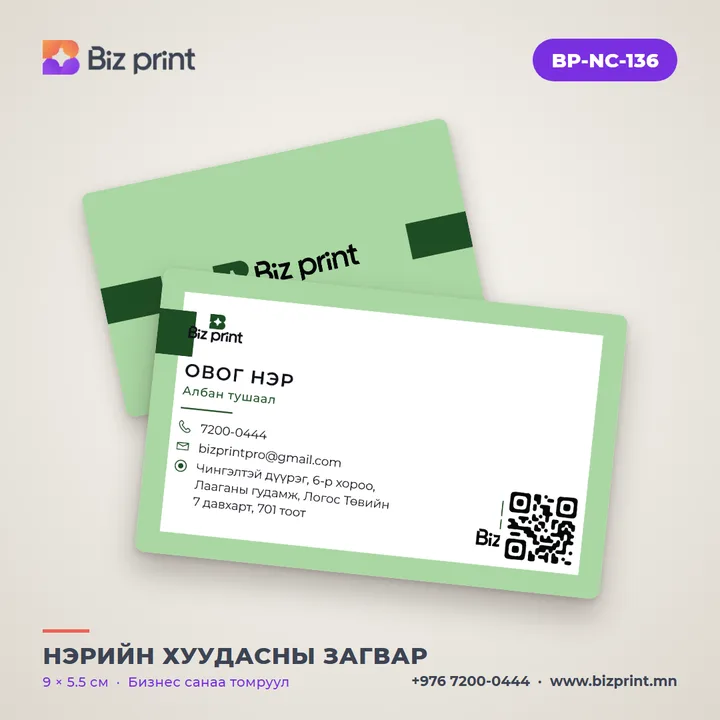 Biz print
BP-NC-136
Biz print
Biz print
ОВОГ НЭР
Албан тушаал
7200-0444
bizprintpro@gmail.com
Чингэлтэй дүүрэг, 6-р хороо,
Лааганы гудамж, Логос Төвийн
7 давхарт, 701 тоот
Biz
НЭРИЙН ХУУДАСНЫ ЗАГВАР
9 × 5.5 см · Бизнес санаа томруул
+976 7200-0444 · www.bizprint.mn